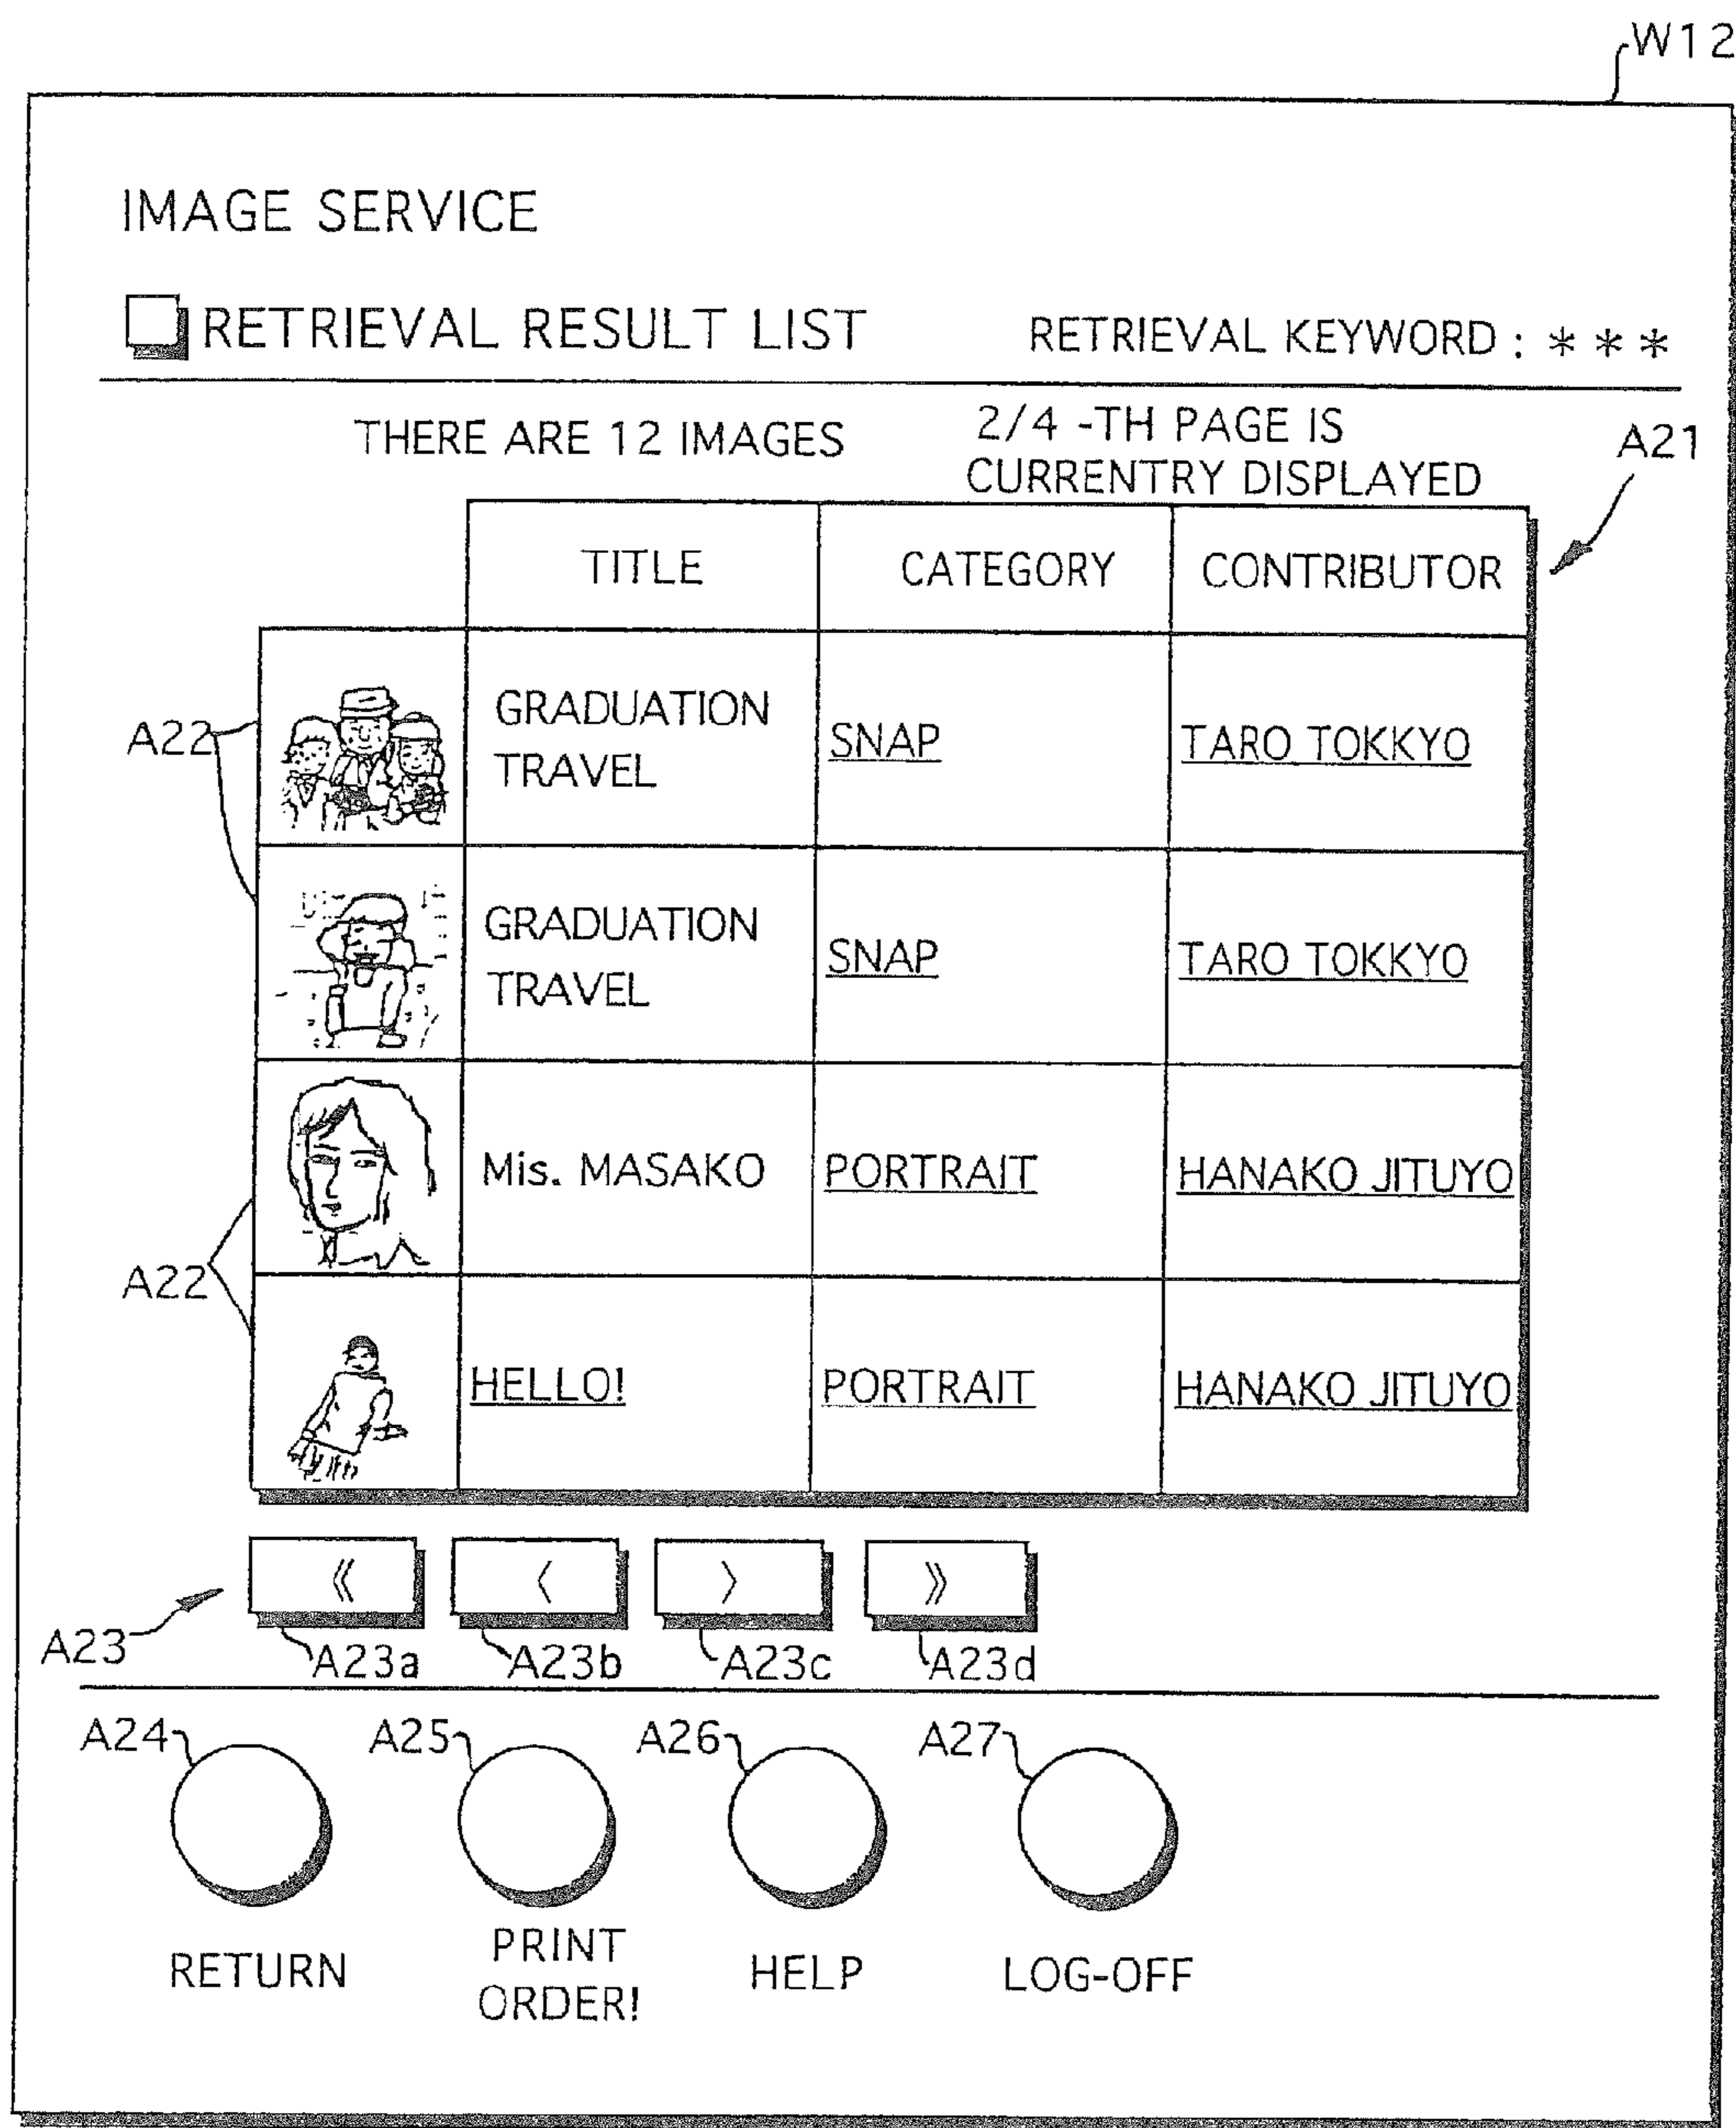 W12
IMAGE SERVICE
RETRIEVAL RESULT LIST RETRIEVAL KEYWORD : * * *
THERE ARE 12 IMAGES
2/4 -TH PAGE IS
CURRENTRY DISPLAYED
A21
TITLE CATEGORY CONTRIBUTOR
A22
GRADUATION
TRAVEL
SNAP
TARO TOKKYO
GRADUATION
TRAVEL
SNAP
TARO TOKKYO
Mis. MASAKO PORTRAIT HANAKO JITUYO
A22
HELLO! PORTRAIT HANAKO JITUYO
《 〈 〉 》
A23 A23a A23b A23c A23d
A24 A25 A26 A27
RETURN
PRINT
ORDER!
HELP
LOG-OFF